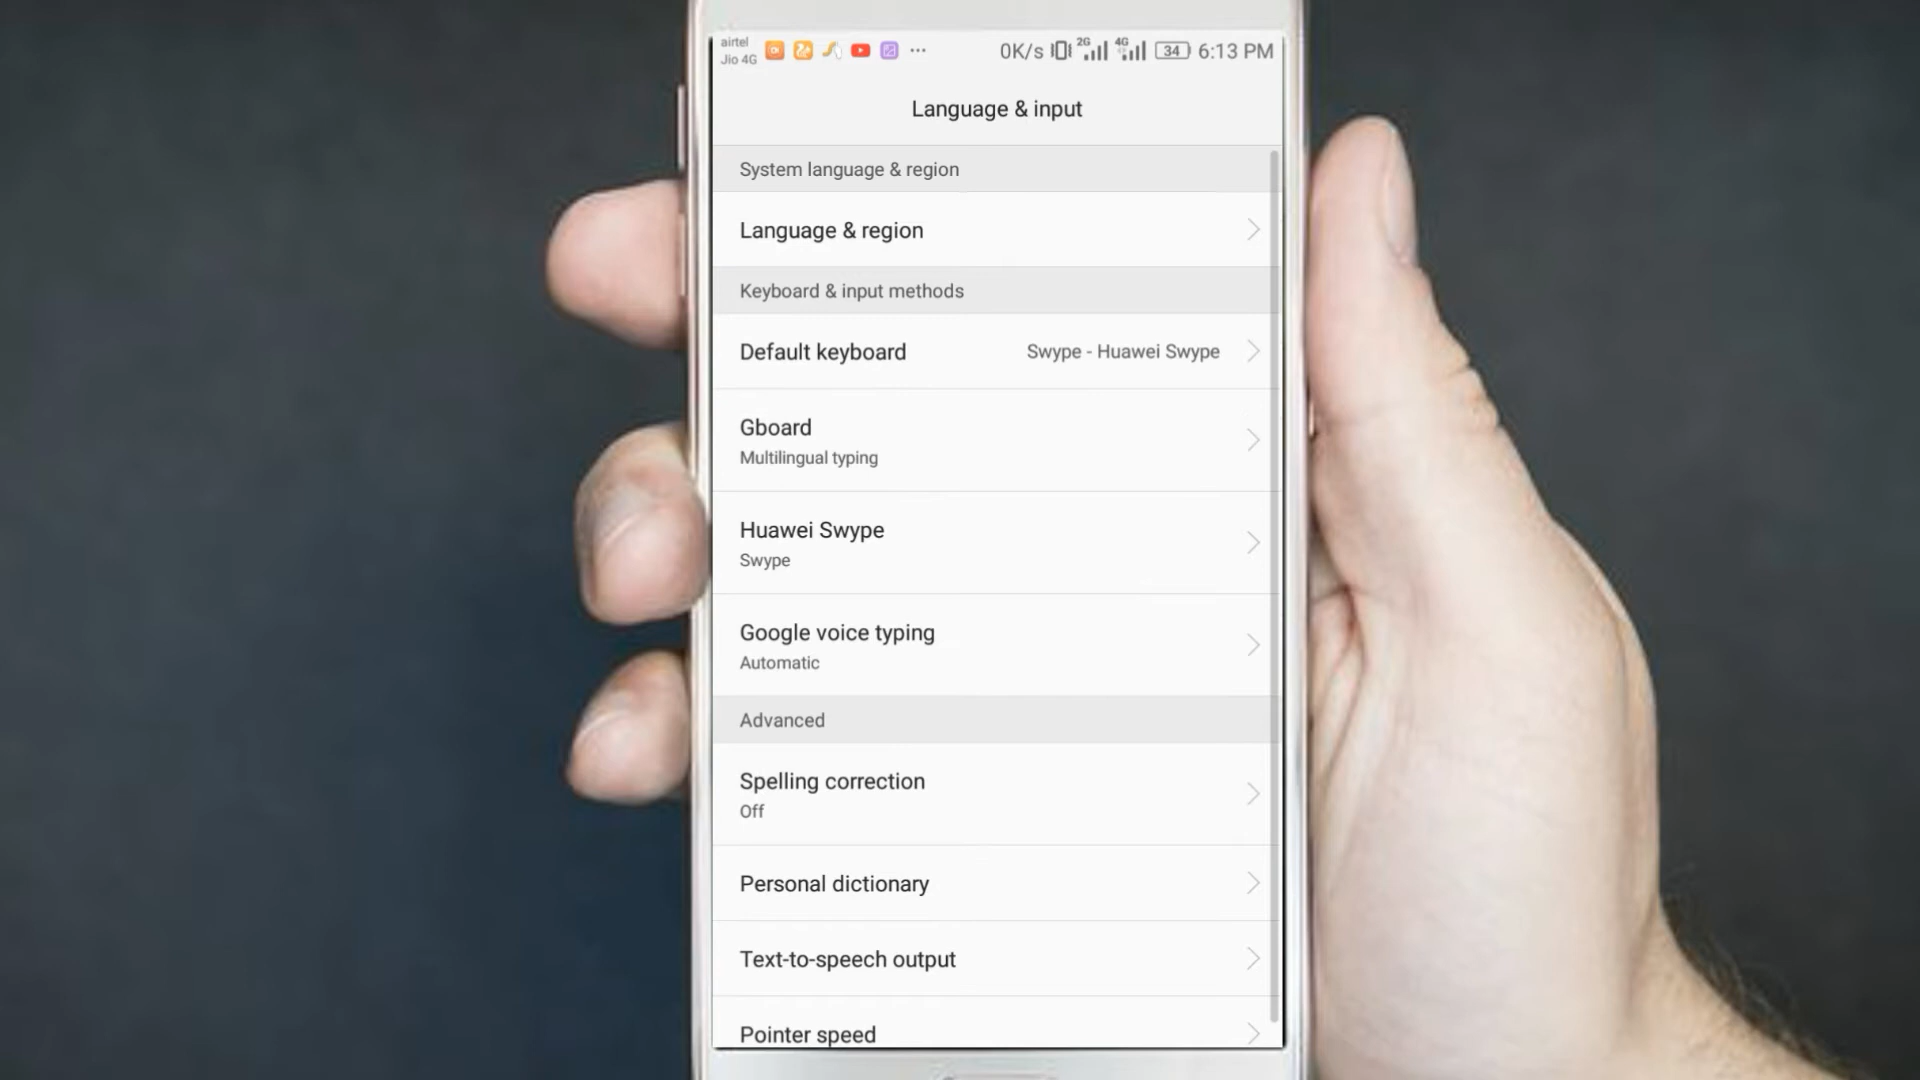 airtel
Jio 4G
0K/s 2G 4G 34 6:13 PM
Language & input
System language & region
Language & region
Keyboard & input methods
Default keyboard Swype - Huawei Swype
Gboard
Multilingual typing
Huawei Swype
Swype
Google voice typing
Automatic
Advanced
Spelling correction
Off
Personal dictionary
Text-to-speech output
Pointer speed